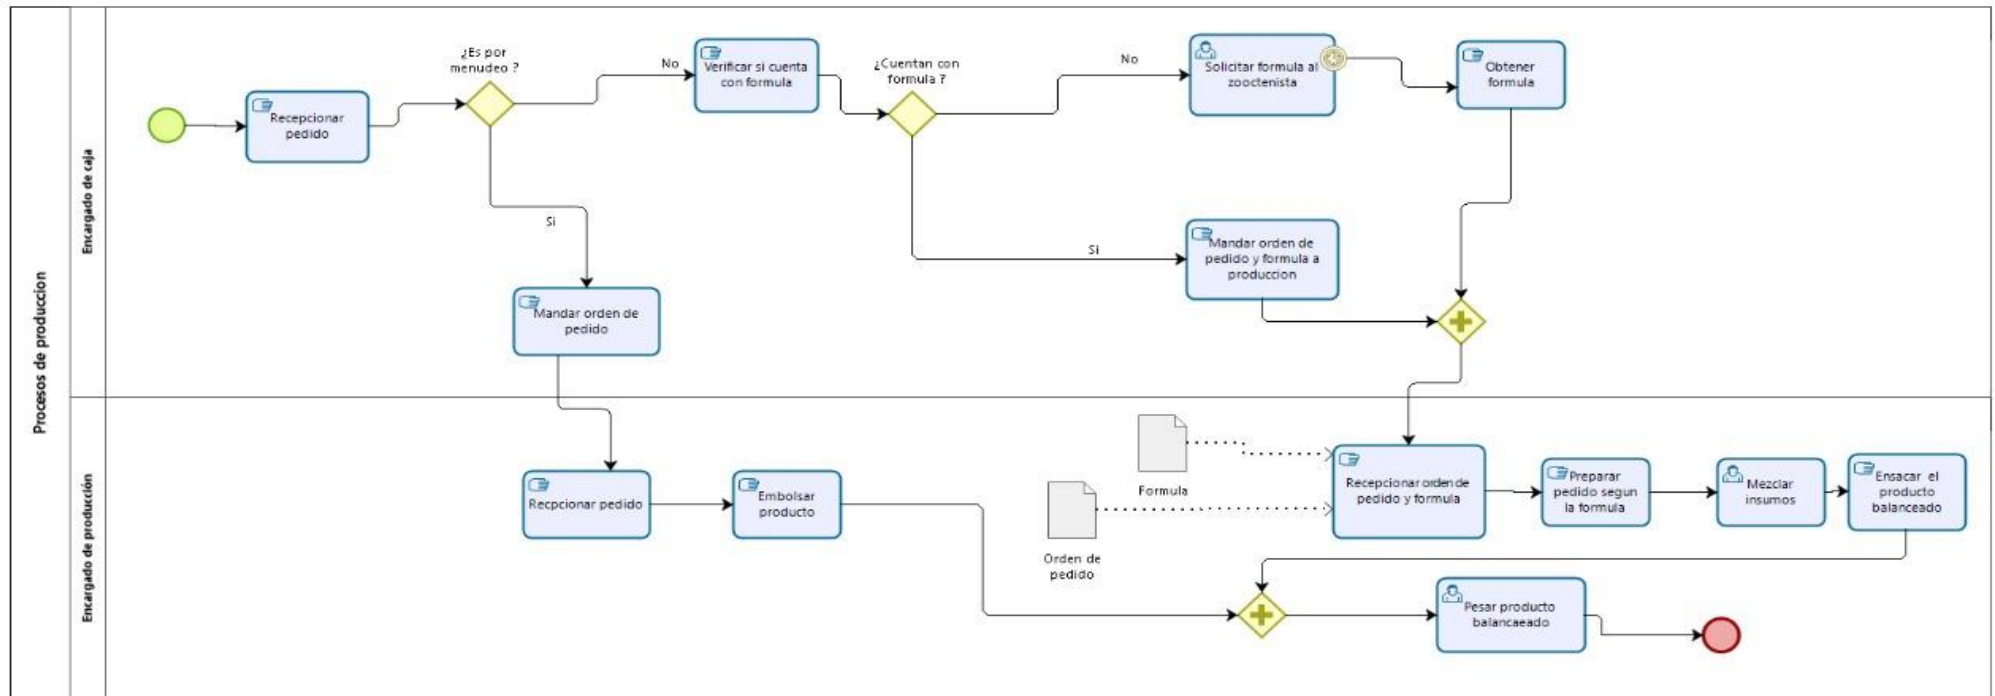 Procesos de produccion
Encargado de caja
Recepcionar
pedido
¿Es por
menudeo ?
No
Si
Verificar si cuenta
con formula
¿Cuentan con
formula ?
No
Si
Solicitar formula al
zooctenista
Obtener
formula
Mandar orden de
pedido y formula a
produccion
Mandar orden de
pedido
Encargado de producción
Recpcionar pedido
Embolsar
producto
Formula
Orden de
pedido
Recepcionar orden de
pedido y formula
Preparar
pedido segun
la formula
Mezclar
insumos
Ensacar el
producto
balanceado
Pesar producto
balancaeado